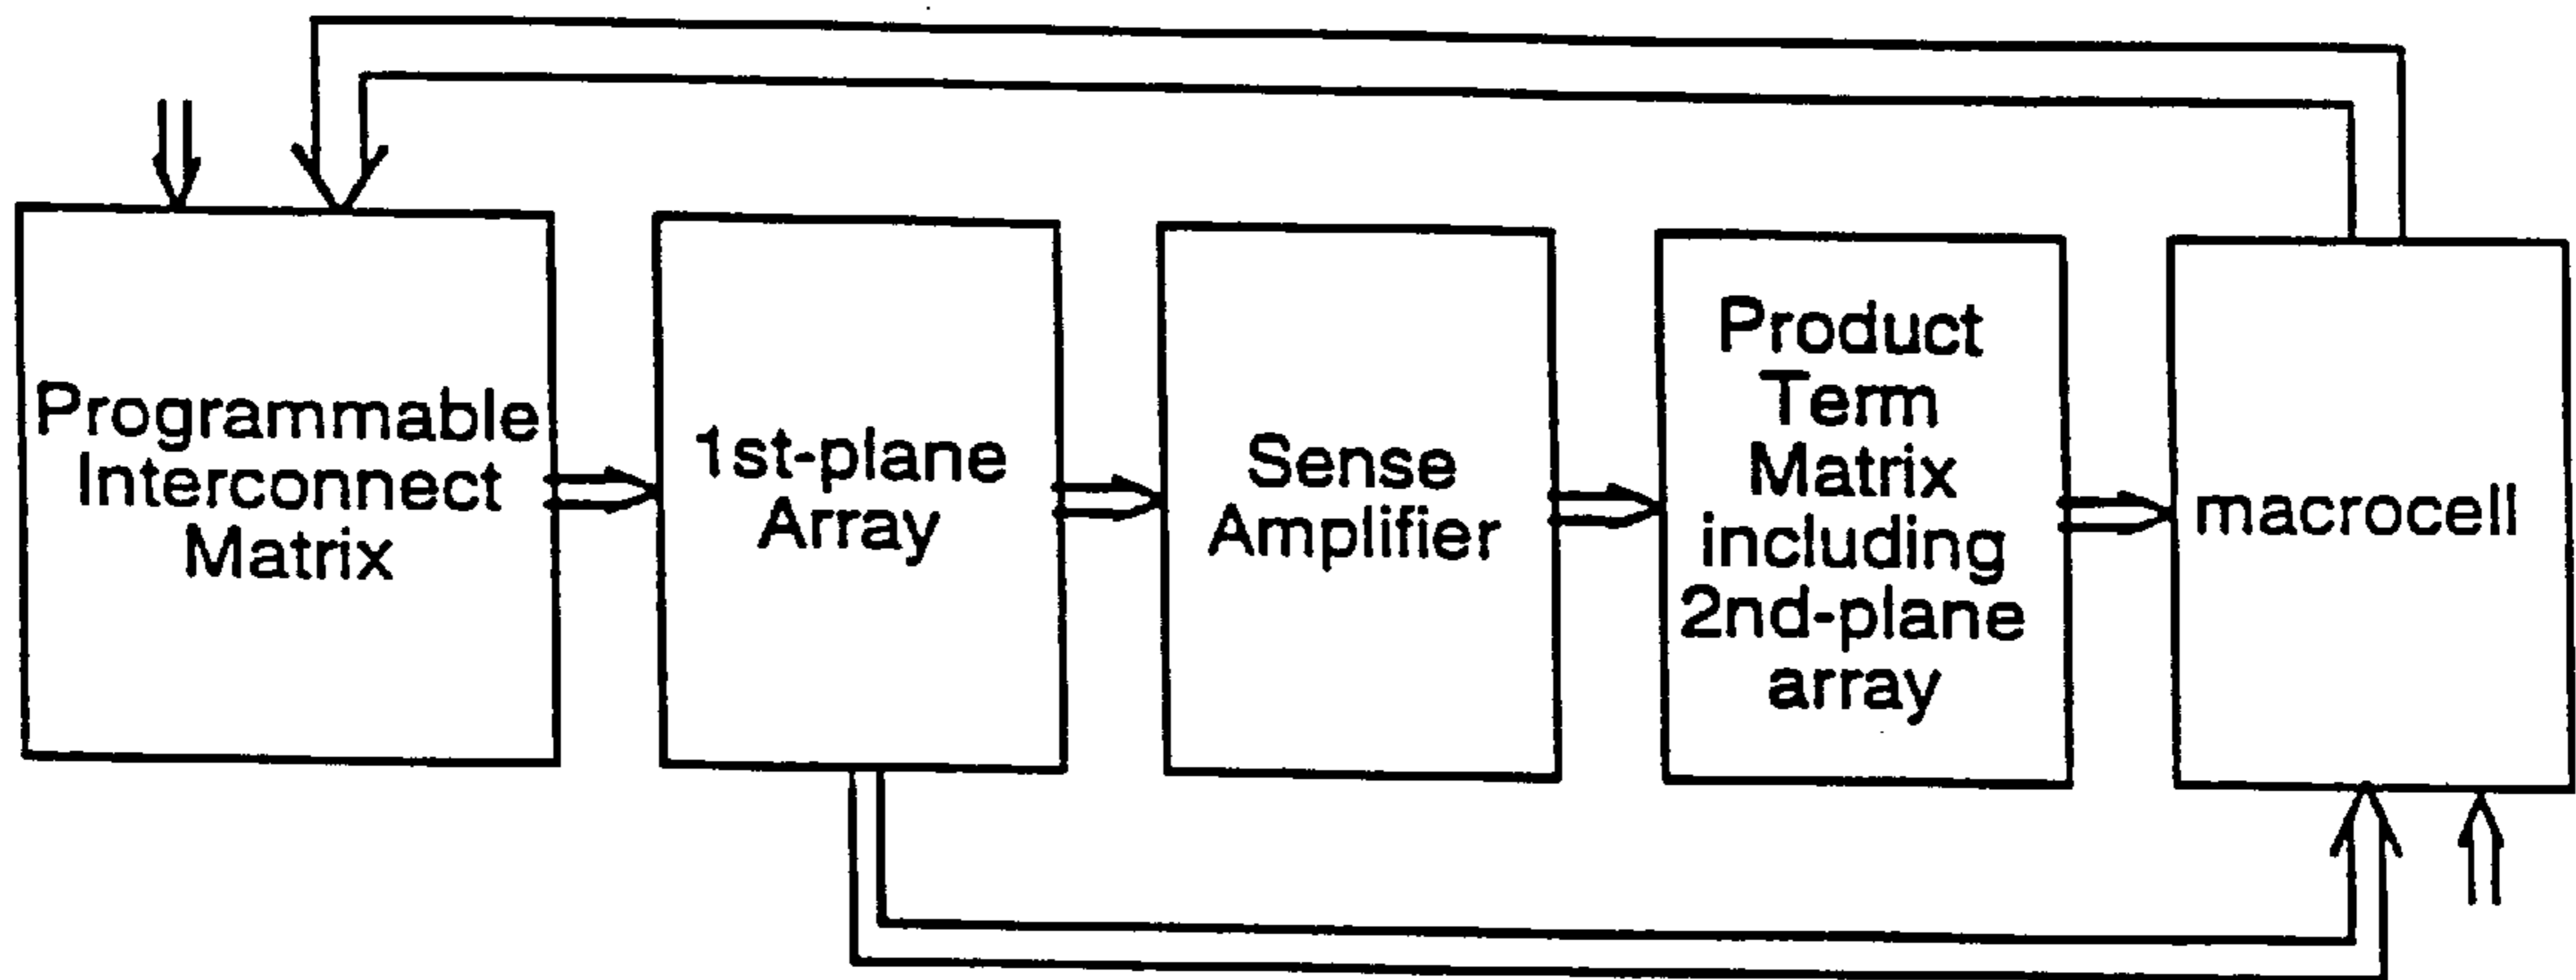 Programmable
Interconnect
Matrix
1st-plane
Array
Sense
Amplifier
Product
Term
Matrix
including
2nd-plane
array
macrocell